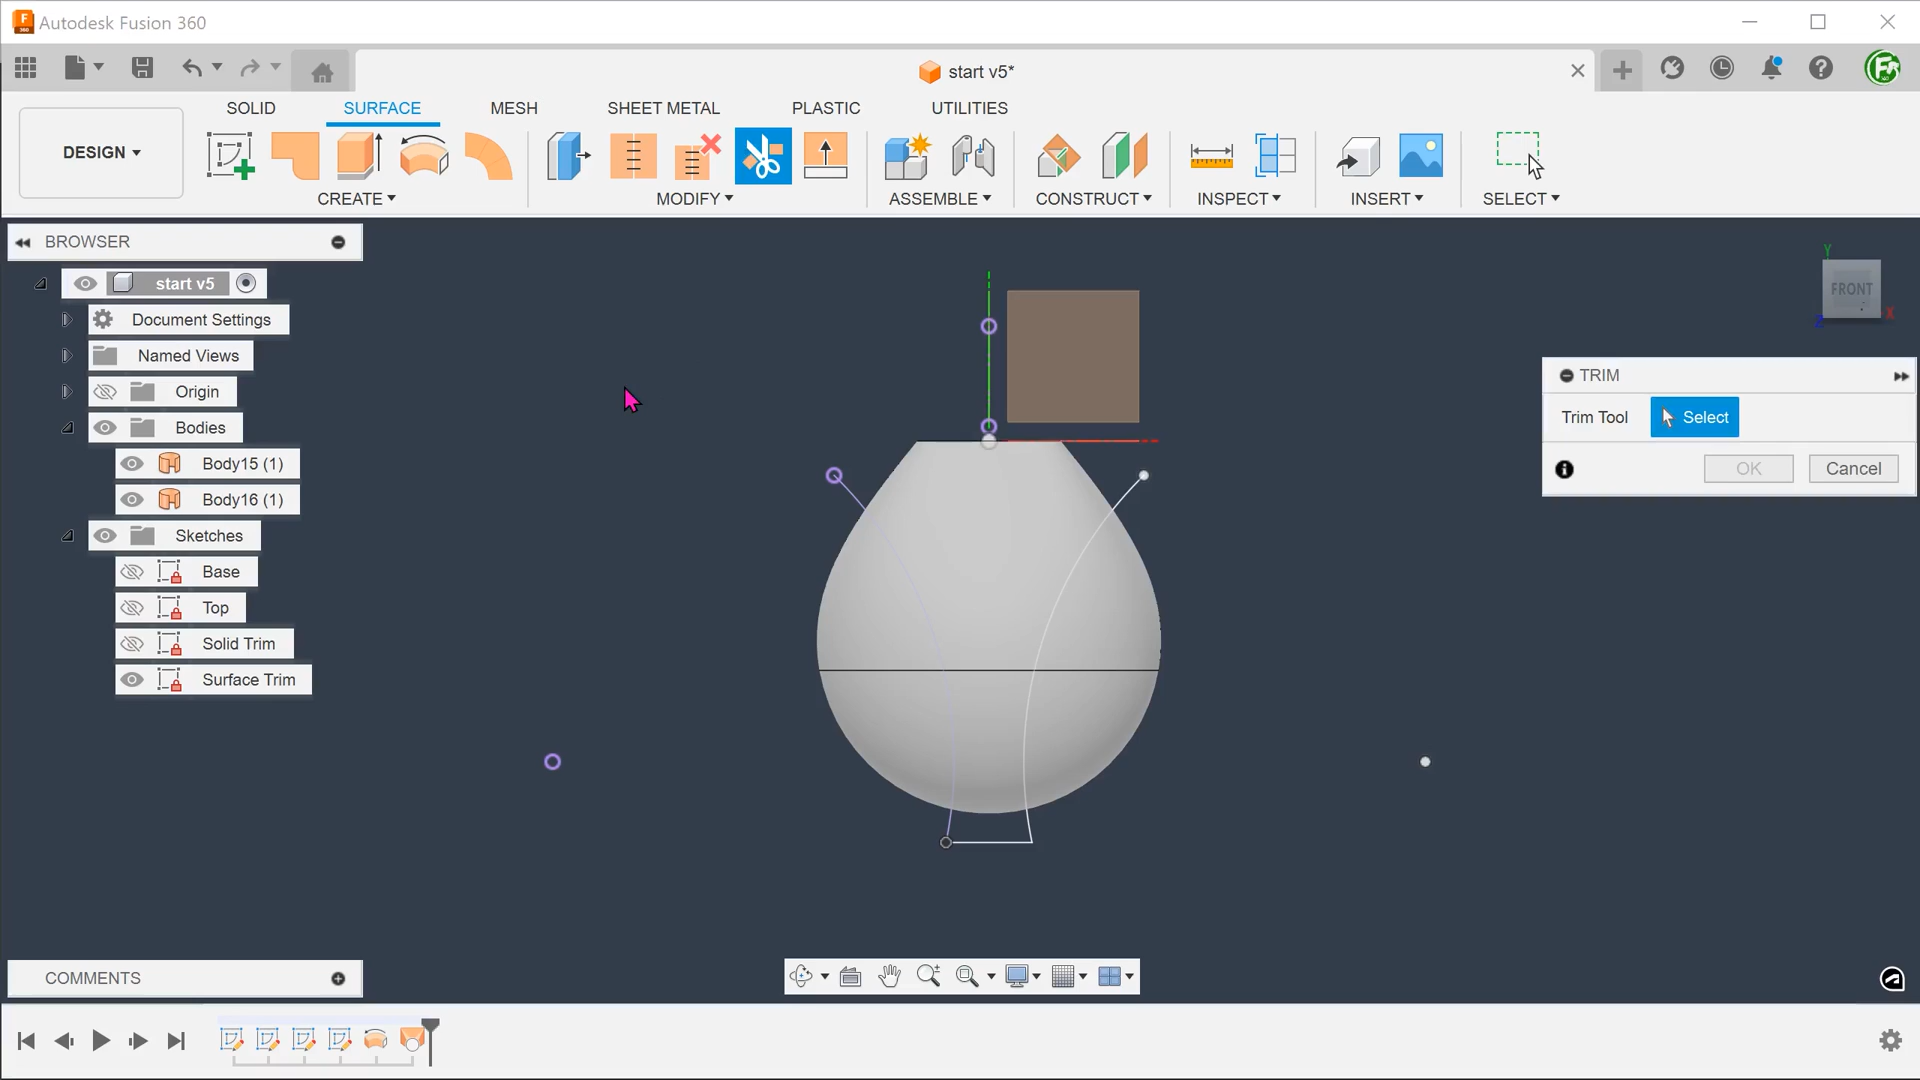 Autodesk Fusion 360
start v5*
SOLID SURFACE MESH SHEET METAL PLASTIC UTILITIES
DESIGN
CREATE MODIFY ASSEMBLE CONSTRUCT INSPECT INSERT SELECT
BROWSER
start v5
Document Settings
Named Views
Origin
Bodies
Body15 (1)
Body16 (1)
Sketches
Base
Top
Solid Trim
Surface Trim
Y
FRONT
X
Z
TRIM
Trim Tool Select
OK Cancel
COMMENTS